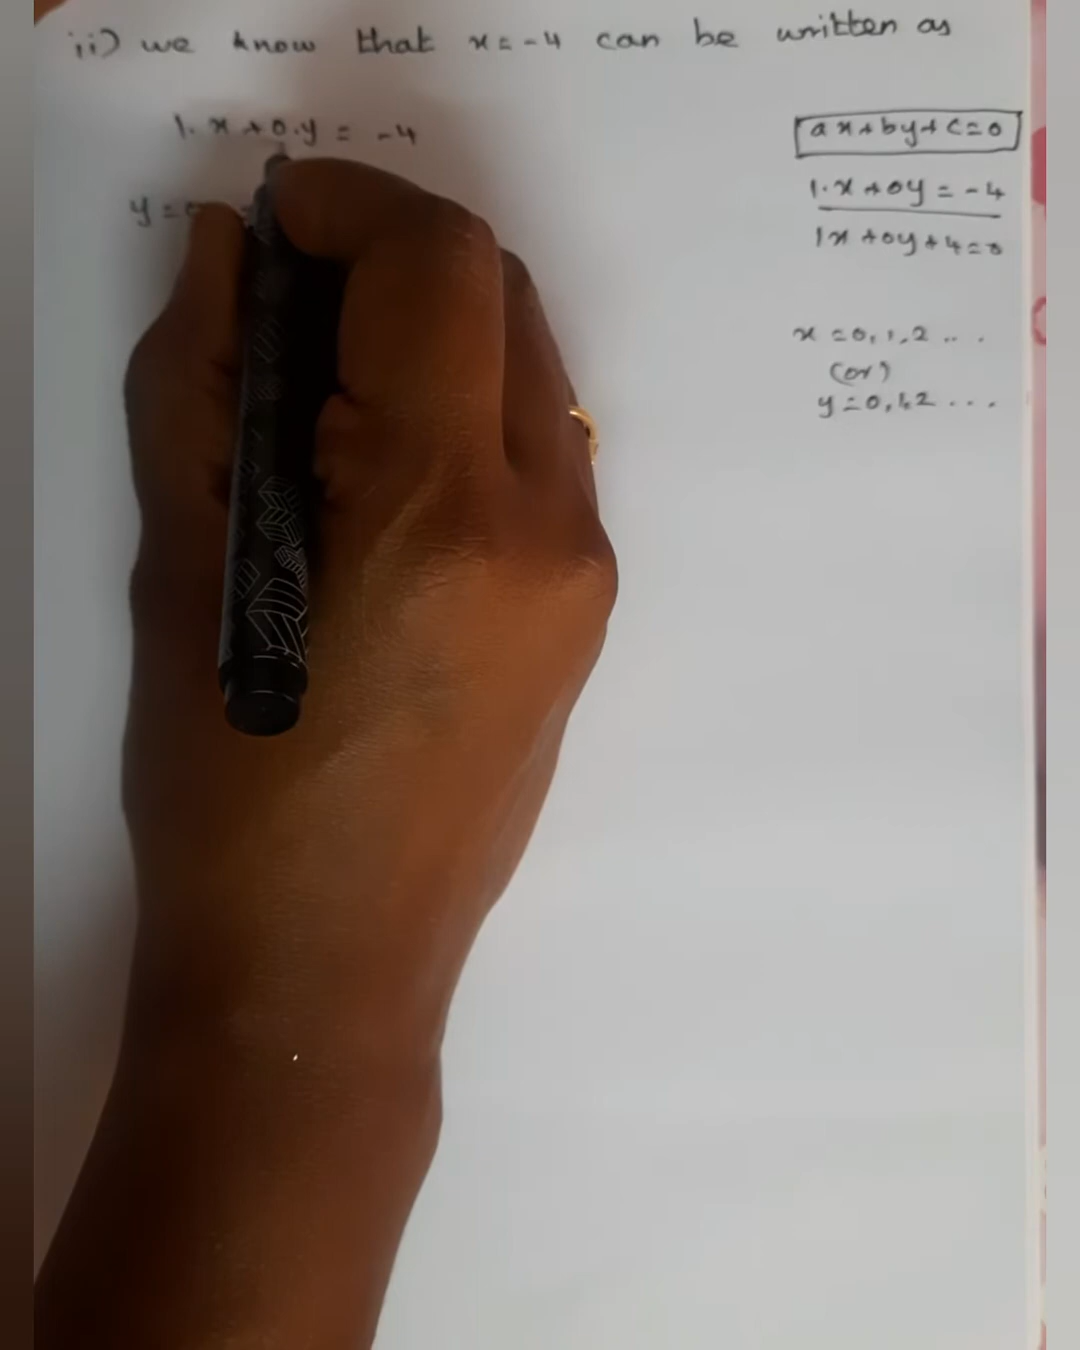 ii) we know that x = -4 can be written as
1. x + 0.y = -4
y = 0
ax + by + c = 0
1.x + 0y = -4
1x + 0y + 4 = 0
x = 0, 1, 2 ....
(or)
y = 0, 1, 2 ...